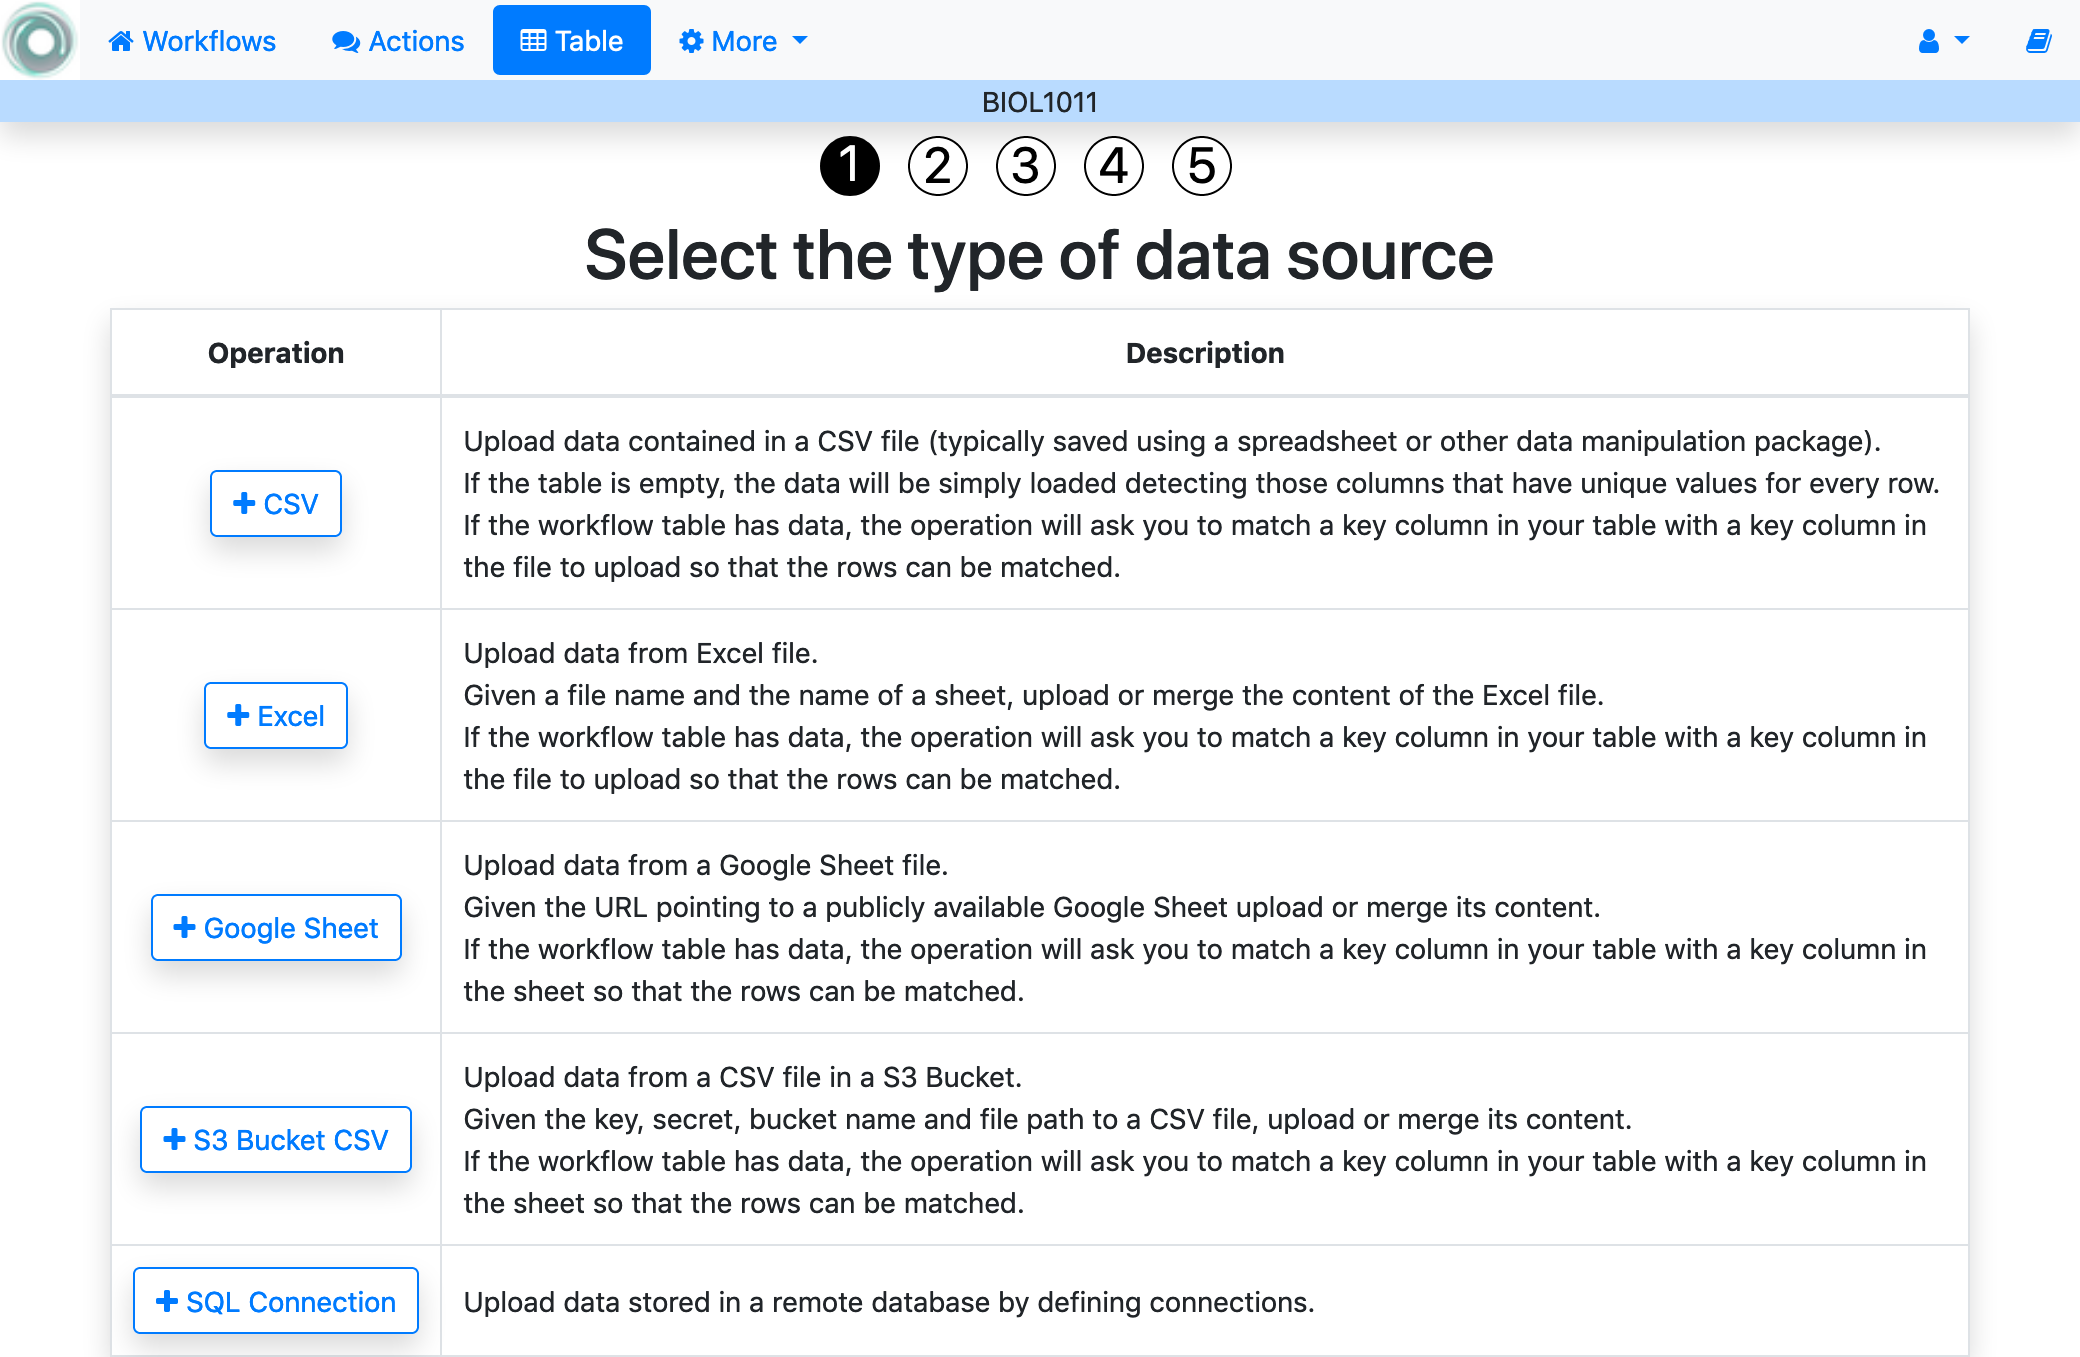 Workflows Actions Table More
BIOL1011
1 2 3 4 5
Select the type of data source
Operation Description
CSV
Upload data contained in a CSV file (typically saved using a spreadsheet or other data manipulation package).
If the table is empty, the data will be simply loaded detecting those columns that have unique values for every row.
If the workflow table has data, the operation will ask you to match a key column in your table with a key column in
the file to upload so that the rows can be matched.
Excel
Upload data from Excel file.
Given a file name and the name of a sheet, upload or merge the content of the Excel file.
If the workflow table has data, the operation will ask you to match a key column in your table with a key column in
the file to upload so that the rows can be matched.
Google Sheet
Upload data from a Google Sheet file.
Given the URL pointing to a publicly available Google Sheet upload or merge its content.
If the workflow table has data, the operation will ask you to match a key column in your table with a key column in
the sheet so that the rows can be matched.
S3 Bucket CSV
Upload data from a CSV file in a S3 Bucket.
Given the key, secret, bucket name and file path to a CSV file, upload or merge its content.
If the workflow table has data, the operation will ask you to match a key column in your table with a key column in
the sheet so that the rows can be matched.
SQL Connection
Upload data stored in a remote database by defining connections.